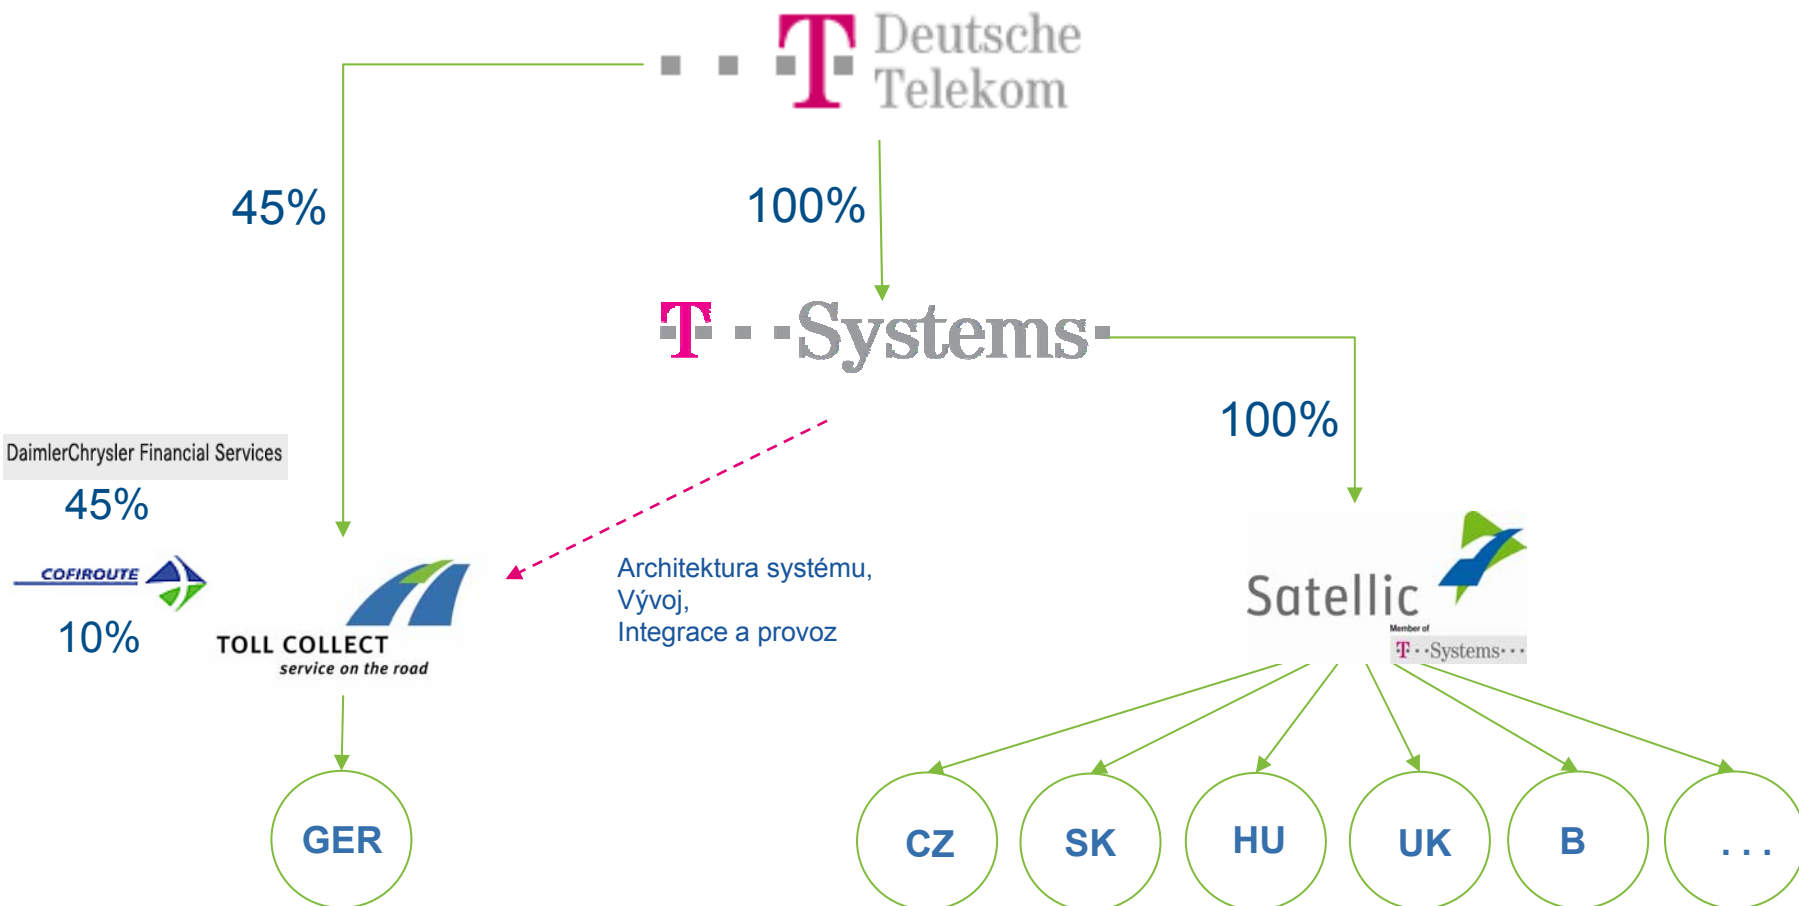 Deutsche
Telekom
T
45%
100%
T Systems
100%
DaimlerChrysler Financial Services
45%
COFIROUTE
10%
TOLL COLLECT
service on the road
Architektura systému,
Vývoj,
Integrace a provoz
Satellic
Member of
T Systems
GER
CZ
SK
HU
UK
B
. . .